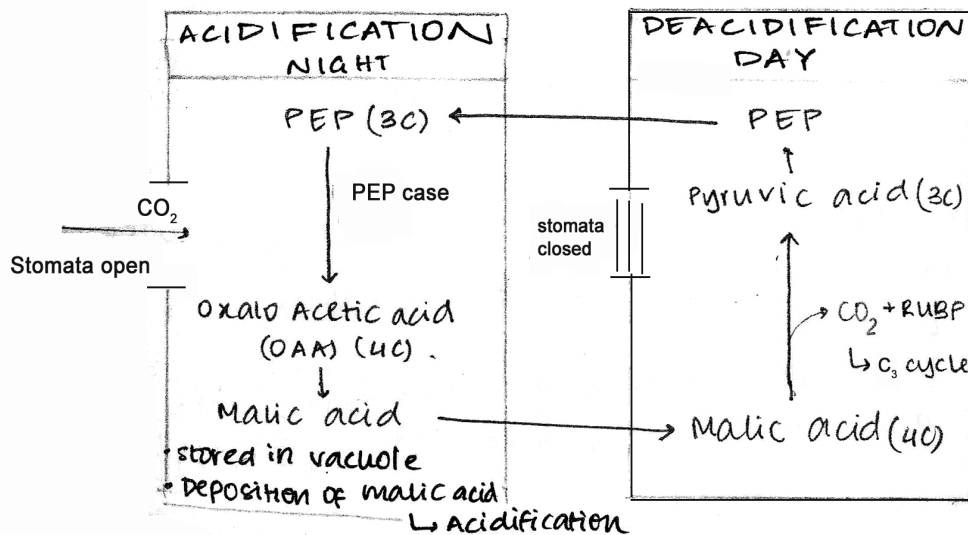 ACIDIFICATION
NIGHT
PEP (3C)
PEP case
CO₂
Stomata open
Oxalo Acetic acid
(OAA) (4C).
Malic acid
• stored in vacuole
• Deposition of malic acid
↳ Acidification
DEACIDIFICATION
DAY
PEP
Pyruvic acid (3C)
stomata
closed
CO₂ + RUBP
↳ C₃ cycle
Malic acid (4C)